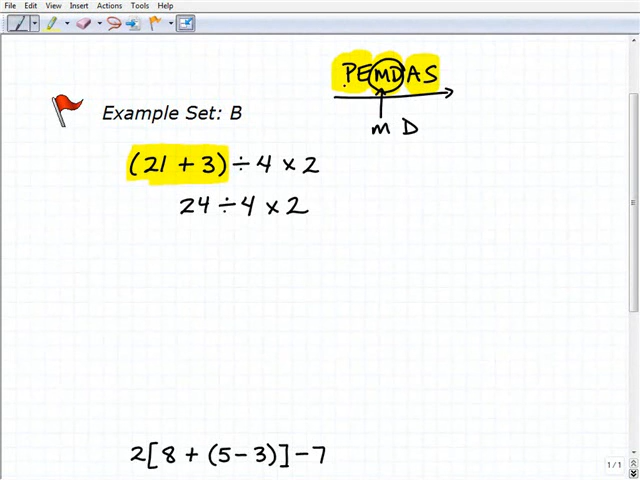 File Edit View Insert Actions Tools Help
PEMDAS
M D
Example Set: B
(21 + 3) ÷ 4 × 2
24 ÷ 4 × 2
2[8 + (5 - 3)] - 7
1 / 1